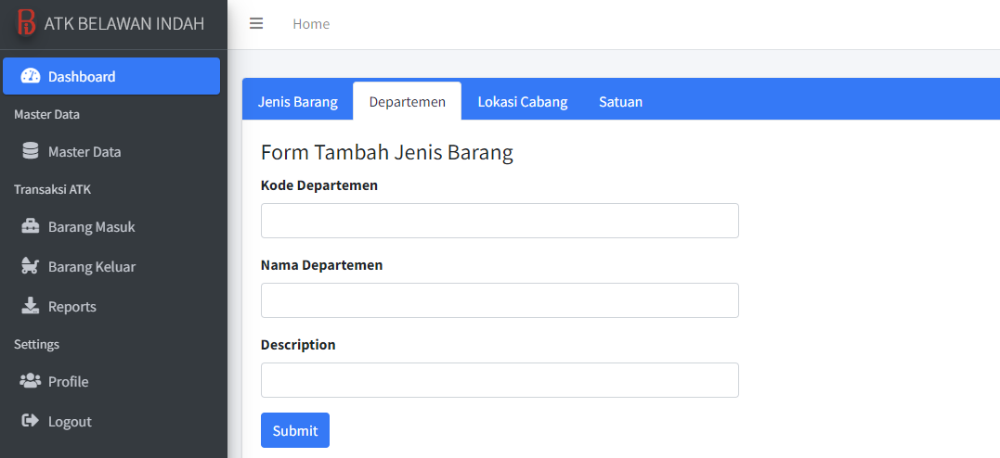 ATK BELAWAN INDAH
Home
Dashboard
Master Data
Master Data
Transaksi ATK
Barang Masuk
Barang Keluar
Reports
Settings
Profile
Logout
Jenis Barang Departemen Lokasi Cabang Satuan
Form Tambah Jenis Barang
Kode Departemen
Nama Departemen
Description
Submit